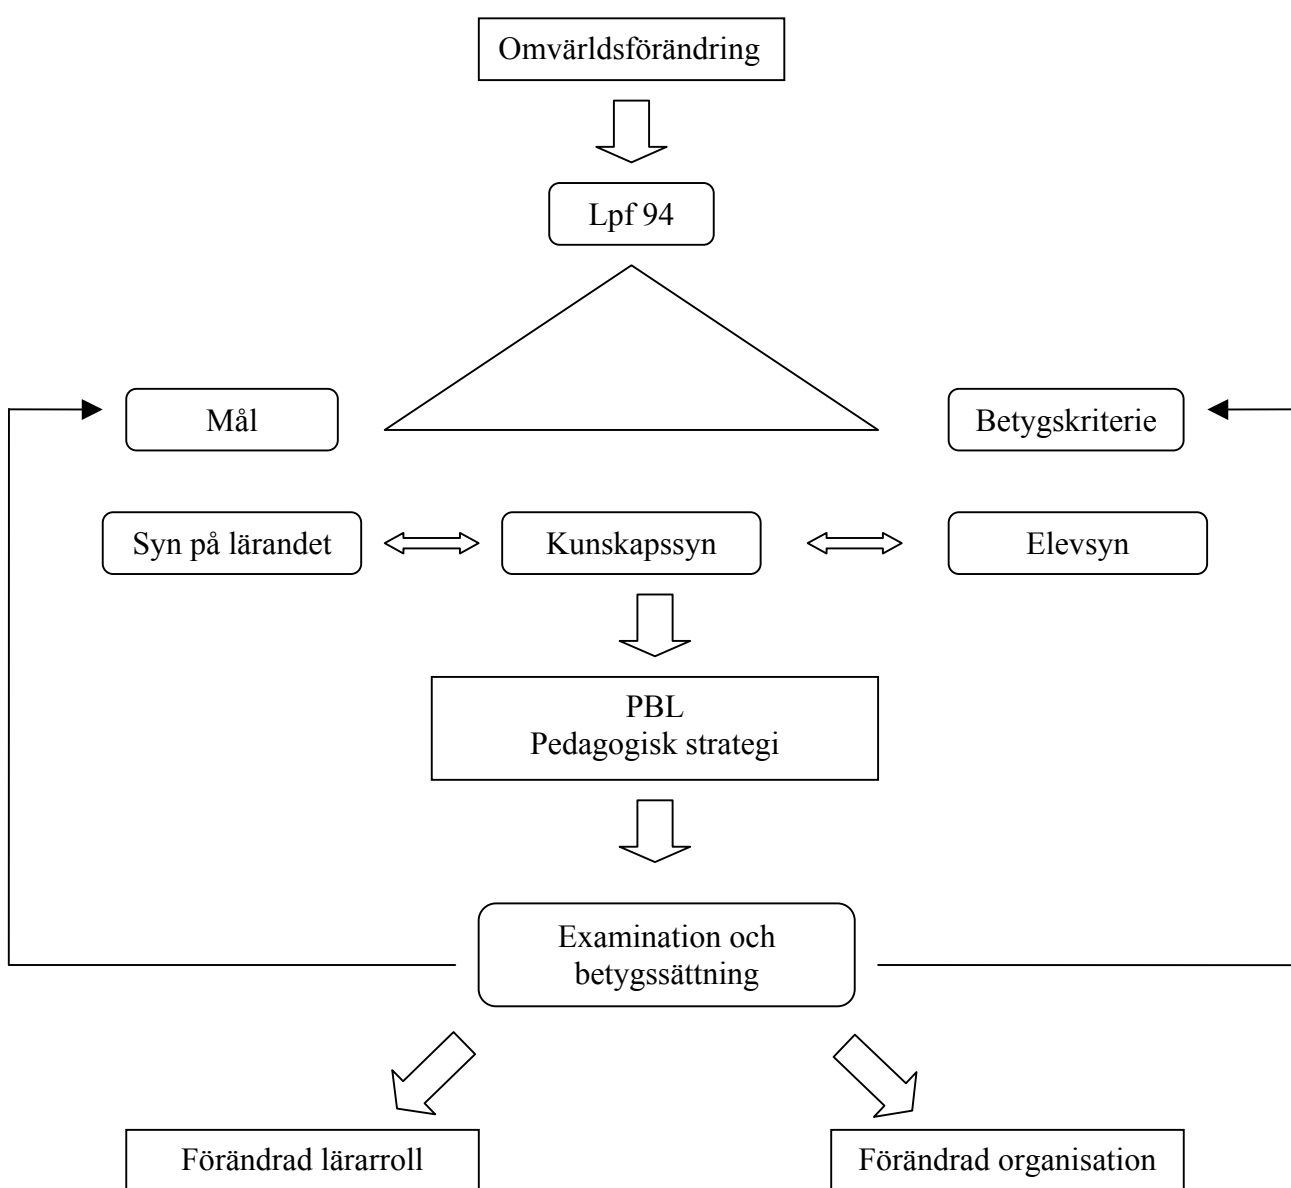 Omvärldsförändring
Lpf 94
Mål
Betygskriterie
Syn på lärandet
Kunskapssyn
Elevsyn
PBL
Pedagogisk strategi
Examination och
betygssättning
Förändrad lärarroll
Förändrad organisation